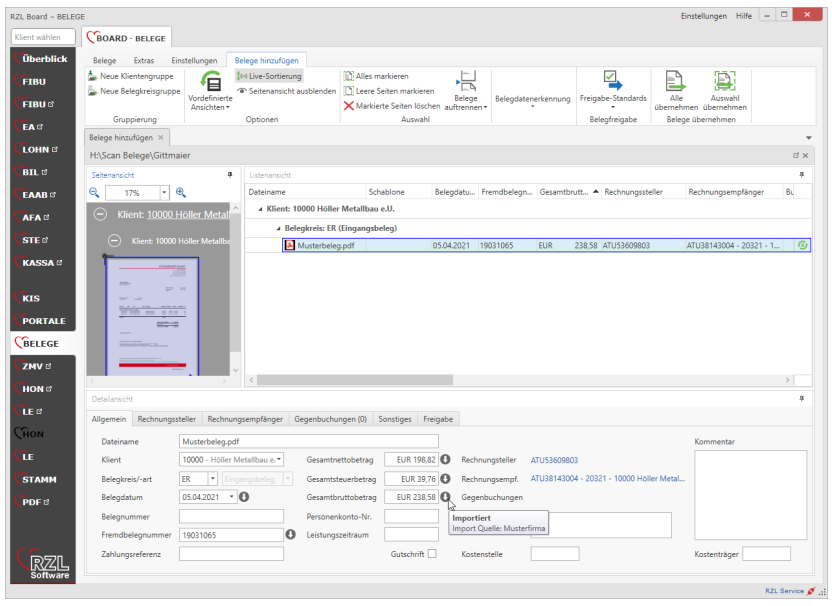 RZL Board - BELEGE
Einstellungen Hilfe
Klient wählen
BOARD - BELEGE
Überblick
FIBU
FIBU
EA
LOHN
BIL
EAAB
AFA
STE
KASSA
KIS
PORTALE
BELEGE
ZMV
HON
LE
HON
LE
STAMM
PDF
RZL
Software
Belege Extras Einstellungen Belege hinzufügen
Neue Klientengruppe
Neue Belegkreisgruppe
Gruppierung
Vordefinierte
Ansichten
Live-Sortierung
Seitenansicht ausblenden
Optionen
Alles markieren
Leere Seiten markieren
Markierte Seiten löschen
Belege
auftrennen
Auswahl
Belegdatenerkennung
Freigabe-Standards
Belegfreigabe
Alle
übernehmen
Auswahl
übernehmen
Belege übernehmen
Belege hinzufügen
H:\Scan Belege\Gittmaier
Seitenansicht
17%
Klient: 10000 Höller Metall
Klient: 10000 Höller Metallba
Listenansicht
Dateiname Schablone Belegdatu... Fremdbelegn... Gesamtbrutt... Rechnungssteller Rechnungsempfänger Bu
Klient: 10000 Höller Metallbau e.U.
Belegkreis: ER (Eingangsbeleg)
Musterbeleg.pdf 05.04.2021 19031065 EUR 238,58 ATU53609803 ATU38143004 - 20321 - 1...
Detailansicht
Allgemein Rechnungssteller Rechnungsempfänger Gegenbuchungen (0) Sonstiges Freigabe
Dateiname Musterbeleg.pdf Kommentar
Klient 10000 - Höller Metallbau e. Gesamtnettobetrag EUR 198,82 Rechnungsteller ATU53609803
Belegkreis/-art ER Eingangsbeleg Gesamtsteuerbetrag EUR 39,76 Rechnungsempf. ATU38143004 - 20321 - 10000 Höller Metal...
Belegdatum 05.04.2021 Gesamtbruttobetrag EUR 238,58 Gegenbuchungen
Belegnummer Personenkonto-Nr.
Importiert
Import Quelle: Musterfirma
Fremdbelegnummer 19031065 Leistungszeitraum
Zahlungsreferenz Gutschrift Kostenstelle Kostenträger
RZL Service